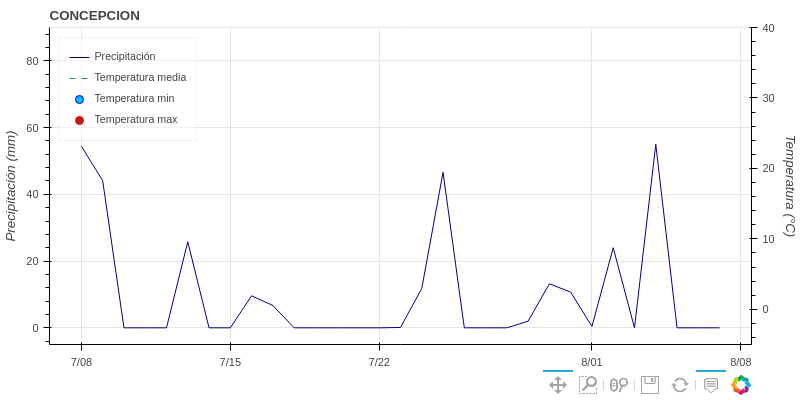 CONCEPCION
Precipitación
Temperatura media
Temperatura min
Temperatura max
Precipitación (mm)
80
60
40
20
0
40
30
20
10
0
Temperatura (°C)
7/08
7/15
7/22
8/01
8/08